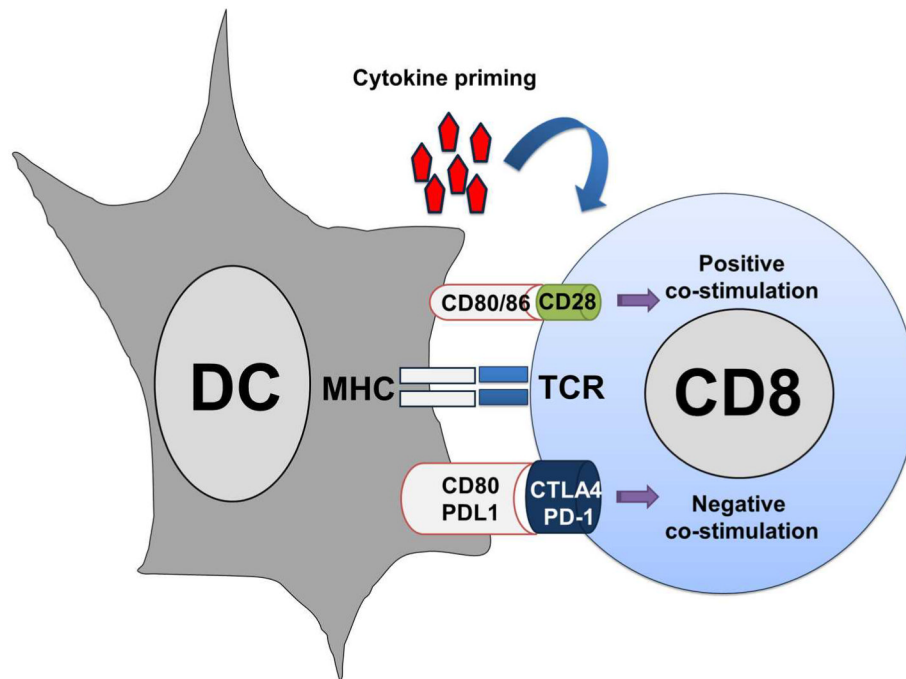 Cytokine priming
Positive
co-stimulation
CD80/86 CD28
DC
MHC
TCR
CD8
CD80
PDL1
CTLA4
PD-1
Negative
co-stimulation